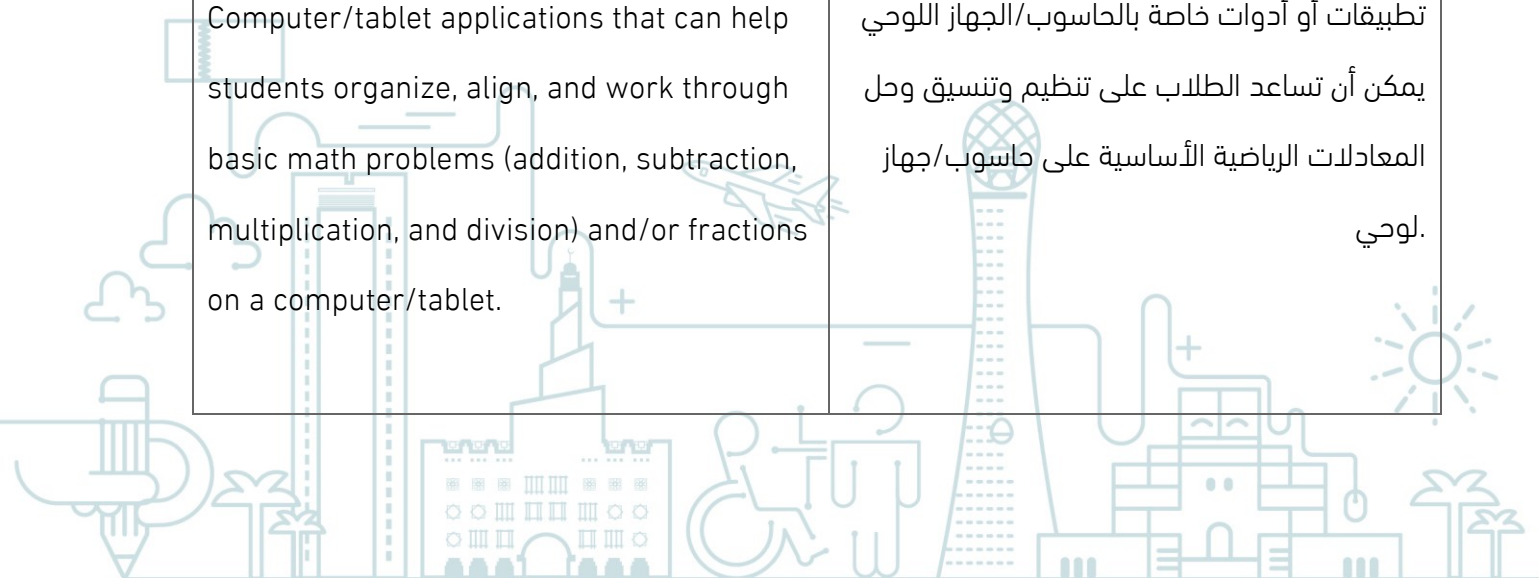 Computer/tablet applications that can help
students organize, align, and work through
basic math problems (addition, subtraction,
multiplication, and division) and/or fractions
on a computer/tablet.
تطبيقات أو أدوات خاصة بالحاسوب/الجهاز اللوحي
يمكن أن تساعد الطلاب على تنظيم وتنسيق وحل
المعادلات الرياضية الأساسية على حاسوب/جهاز
لوحي.